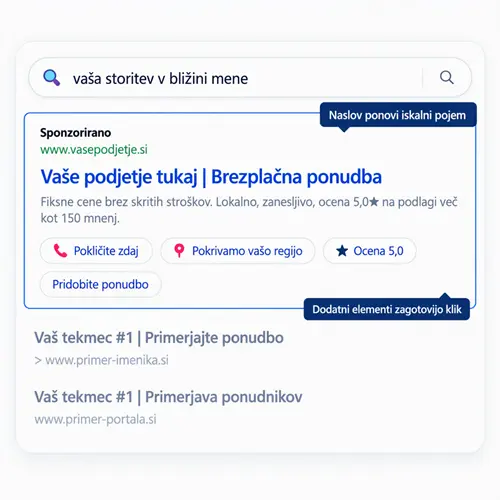 vaša storitev v bližini mene
Naslov ponovi iskalni pojem
Sponzorirano
www.vasepodjetje.si
Vaše podjetje tukaj | Brezplačna ponudba
Fiksne cene brez skritih stroškov. Lokalno, zanesljivo, ocena 5,0★ na podlagi več
kot 150 mnenj.
Pokličite zdaj
Pokrivamo vašo regijo
★ Ocena 5,0
Pridobite ponudbo
Dodatni elementi zagotovijo klik
Vaš tekmec #1 | Primerjajte ponudbo
> www.primer-imenika.si
Vaš tekmec #1 | Primerjava ponudnikov
www.primer-portala.si